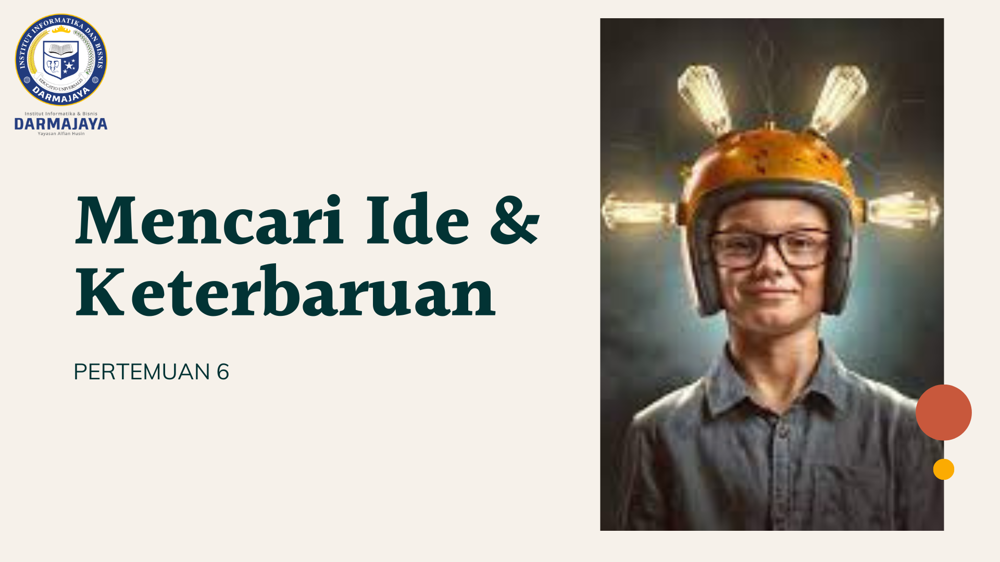 INSTITUT INFORMATIKA DAN BISNIS
EDUCATIO UNIVERSALIS
DARMAJAYA
Institut Informatika & Bisnis
DARMAJAYA
Yayasan Alfian Husin
Mencari Ide &
Keterbaruan
PERTEMUAN 6